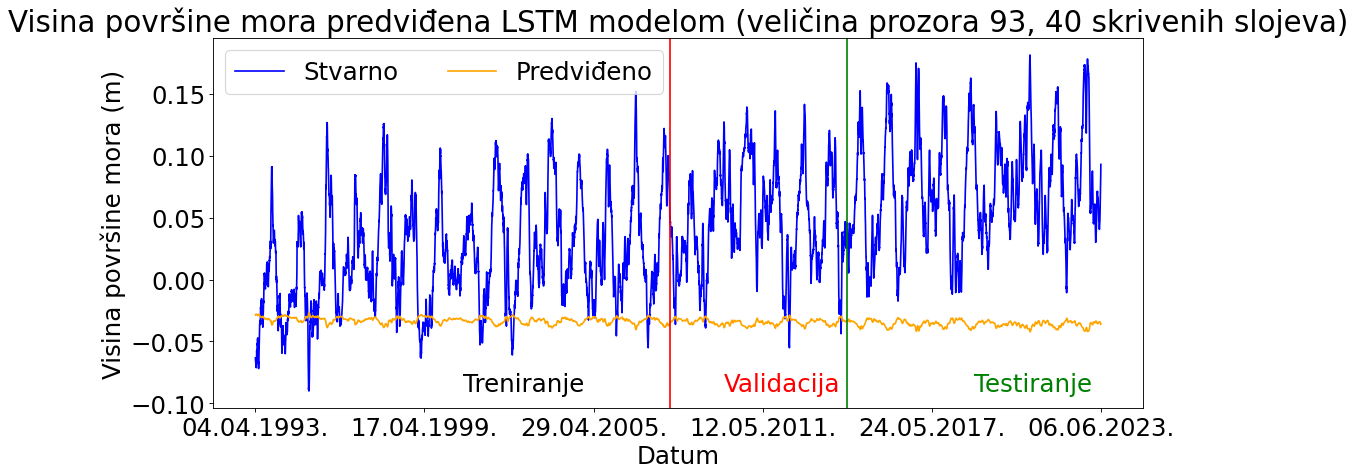 Visina površine mora predviđena LSTM modelom (veličina prozora 93, 40 skrivenih slojeva)
Stvarno
Predviđeno
Visina površine mora (m)
0.15
0.10
0.05
0.00
−0.05
−0.10
Treniranje
Validacija
Testiranje
04.04.1993.
17.04.1999.
29.04.2005.
12.05.2011.
24.05.2017.
06.06.2023.
Datum